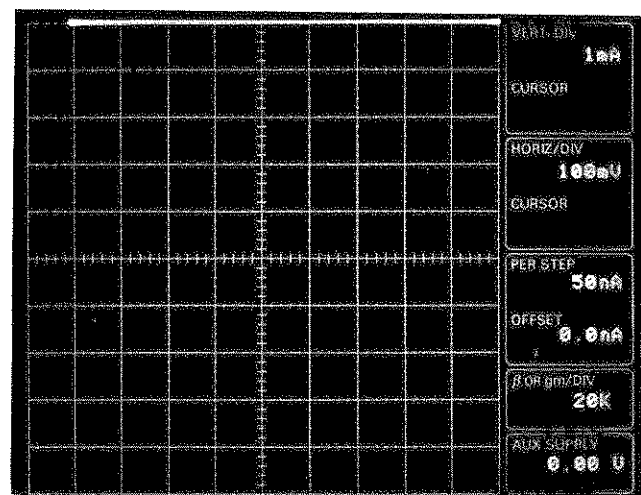 VERT/DIV
1mA
CURSOR
HORIZ/DIV
100mV
CURSOR
PER STEP
50nA
OFFSET
0.0nA
β OR gm/DIV
20K
AUX SUPPLY
0.00 V